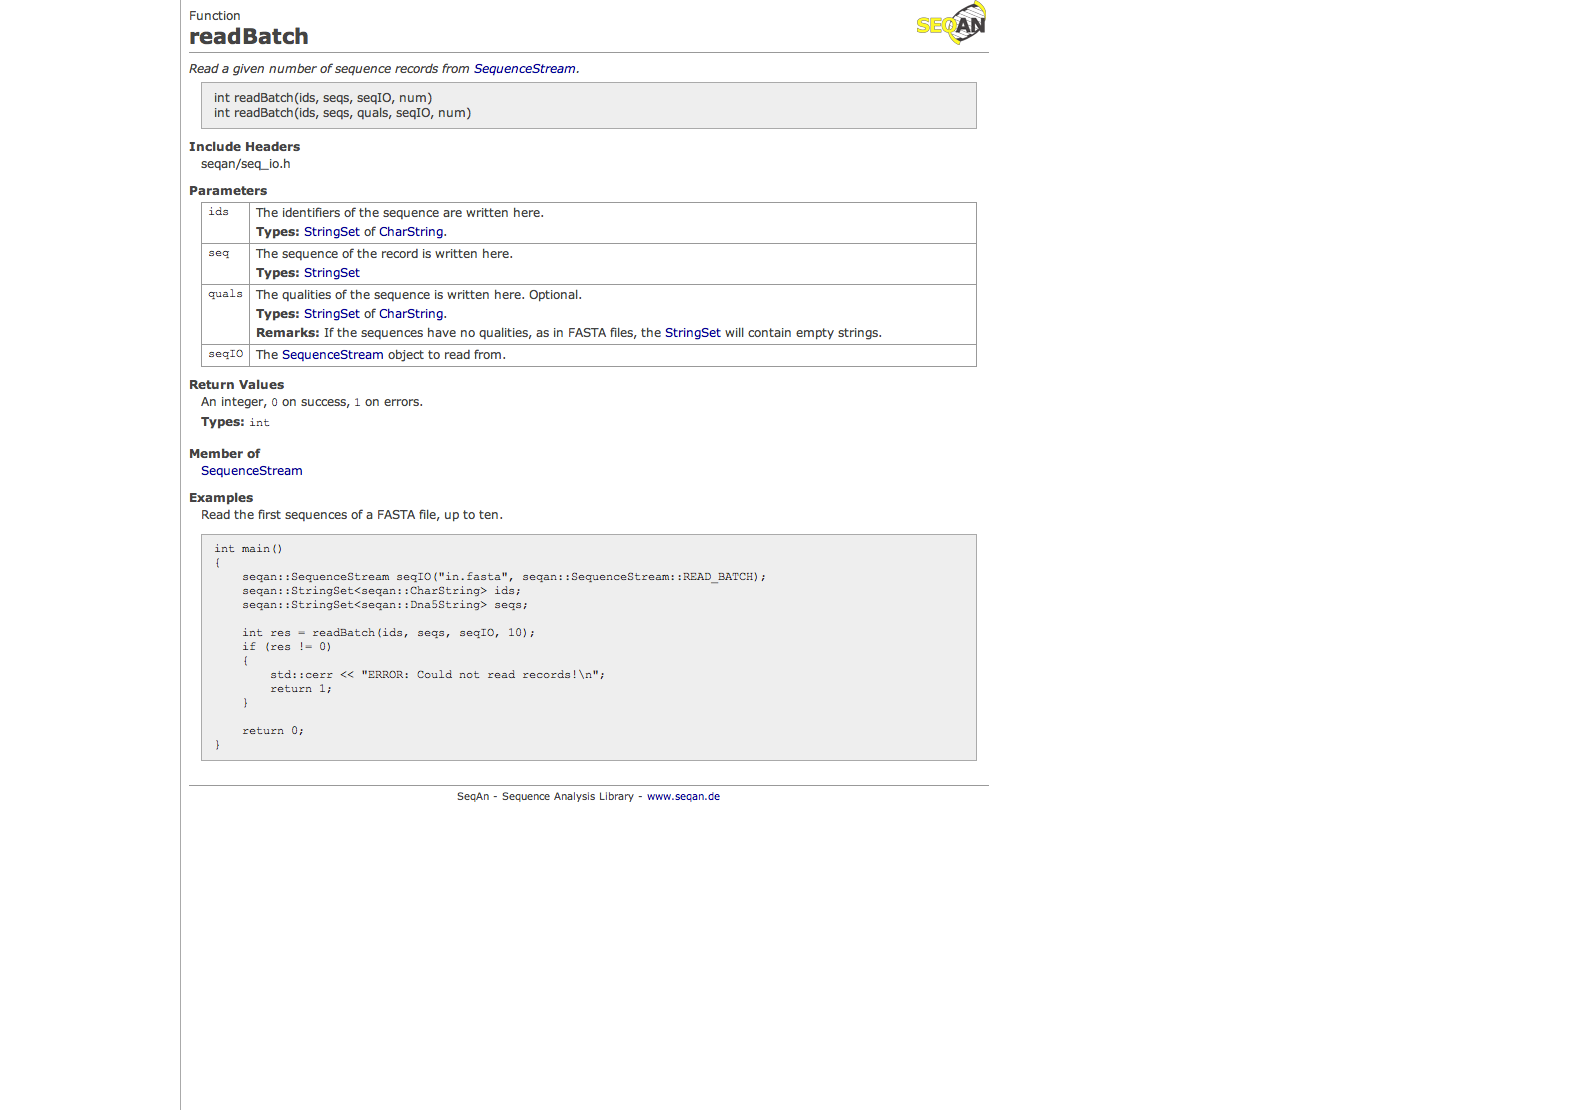 Function
readBatch
SEQAN
Read a given number of sequence records from SequenceStream.
int readBatch(ids, seqs, seqIO, num)
int readBatch(ids, seqs, quals, seqIO, num)
Include Headers
seqan/seq_io.h
Parameters
ids The identifiers of the sequence are written here.
Types: StringSet of CharString.
seq The sequence of the record is written here.
Types: StringSet
quals The qualities of the sequence is written here. Optional.
Types: StringSet of CharString.
Remarks: If the sequences have no qualities, as in FASTA files, the StringSet will contain empty strings.
seqIO The SequenceStream object to read from.
Return Values
An integer, 0 on success, 1 on errors.
Types: int
Member of
SequenceStream
Examples
Read the first sequences of a FASTA file, up to ten.
int main()
{
    seqan::SequenceStream seqIO("in.fasta", seqan::SequenceStream::READ_BATCH);
    seqan::StringSet<seqan::CharString> ids;
    seqan::StringSet<seqan::Dna5String> seqs;
    int res = readBatch(ids, seqs, seqIO, 10);
    if (res != 0)
    {
        std::cerr << "ERROR: Could not read records!\n";
        return 1;
    }
    return 0;
}
SeqAn - Sequence Analysis Library - www.seqan.de